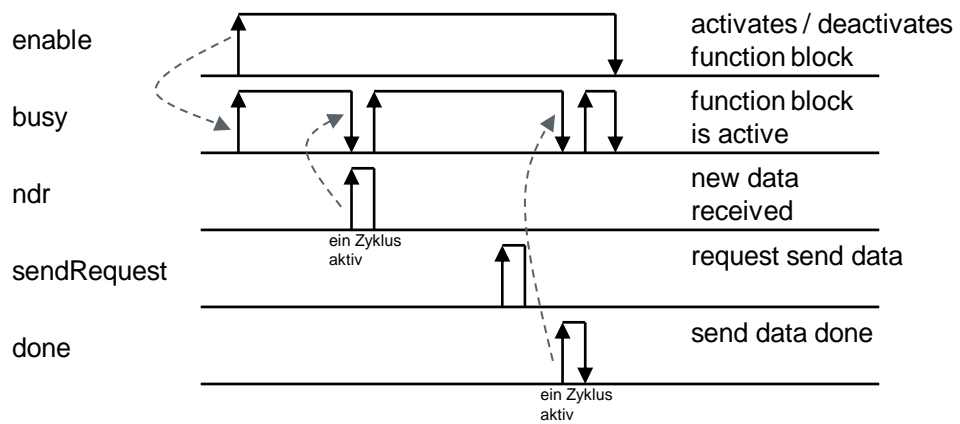 enable
activates / deactivates
function block
busy
function block
is active
ndr
new data
received
ein Zyklus
aktiv
sendRequest
request send data
done
send data done
ein Zyklus
aktiv